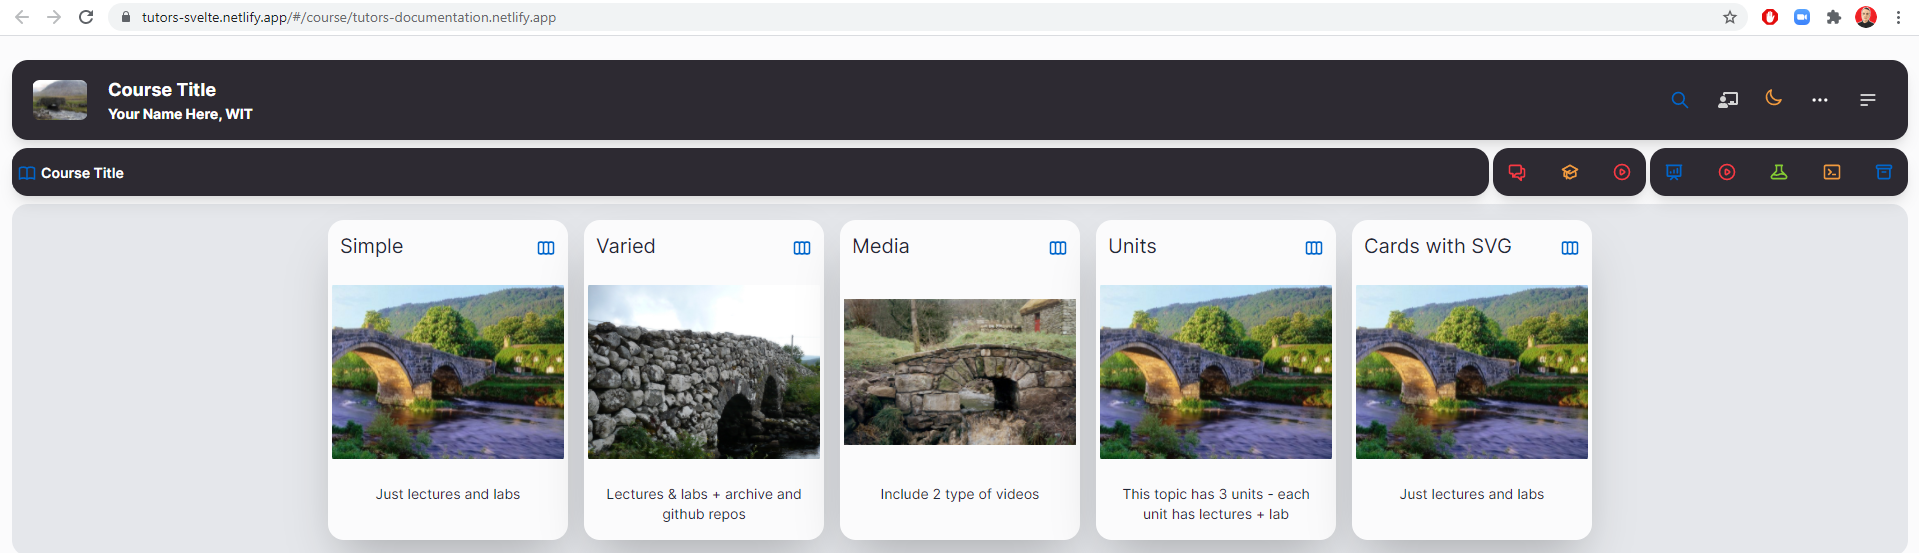 tutors-svelte.netlify.app/#/course/tutors-documentation.netlify.app
Course Title
Your Name Here, WIT
Course Title
Simple
Just lectures and labs
Varied
Lectures & labs + archive and
github repos
Media
Include 2 type of videos
Units
This topic has 3 units - each
unit has lectures + lab
Cards with SVG
Just lectures and labs